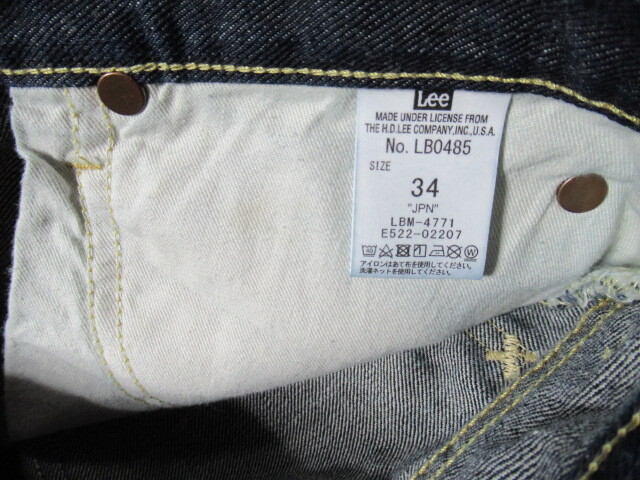 Lee
MADE UNDER LICENSE FROM
THE H.D.LEE COMPANY,INC.,U.S.A.
No. LB0485
SIZE
34
"JPN"
LBM-4771
E522-02207
アイロンはあて布を使用してください。
洗濯ネットを使用してください。